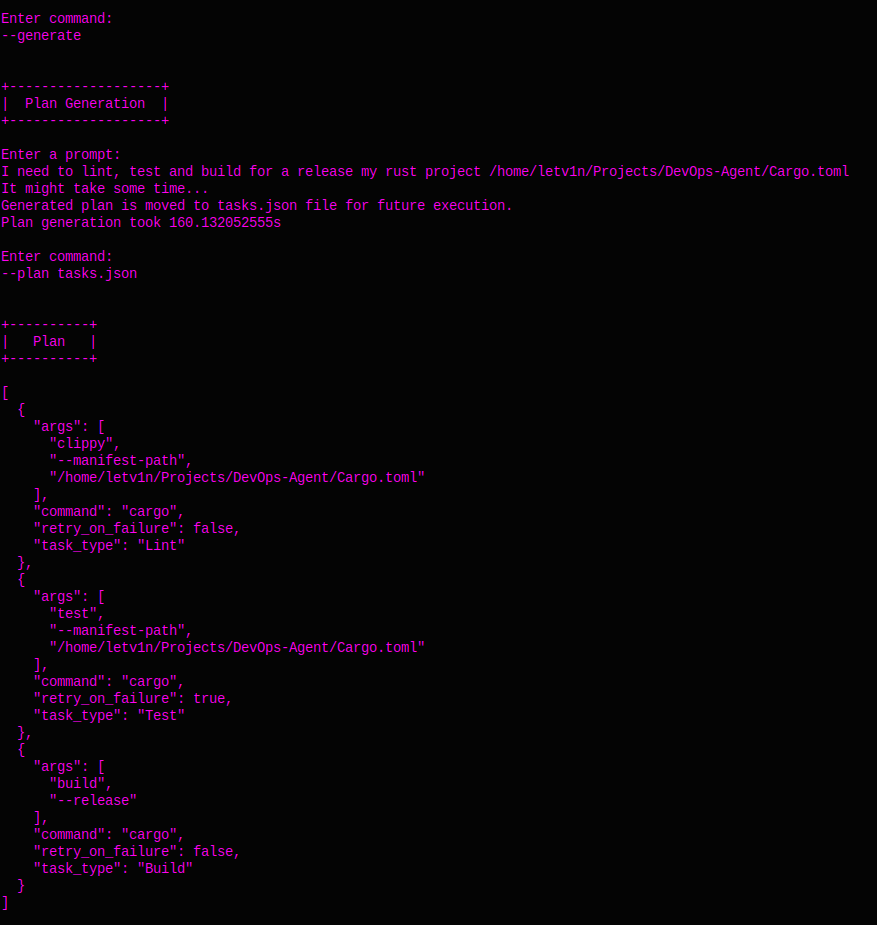 Enter command:
--generate
+-------------------+
|  Plan Generation  |
+-------------------+
Enter a prompt:
I need to lint, test and build for a release my rust project /home/letv1n/Projects/DevOps-Agent/Cargo.toml
It might take some time...
Generated plan is moved to tasks.json file for future execution.
Plan generation took 160.132052555s
Enter command:
--plan tasks.json
+----------+
|   Plan   |
+----------+
[
  {
    "args": [
      "clippy",
      "--manifest-path",
      "/home/letv1n/Projects/DevOps-Agent/Cargo.toml"
    ],
    "command": "cargo",
    "retry_on_failure": false,
    "task_type": "Lint"
  },
  {
    "args": [
      "test",
      "--manifest-path",
      "/home/letv1n/Projects/DevOps-Agent/Cargo.toml"
    ],
    "command": "cargo",
    "retry_on_failure": true,
    "task_type": "Test"
  },
  {
    "args": [
      "build",
      "--release"
    ],
    "command": "cargo",
    "retry_on_failure": false,
    "task_type": "Build"
  }
]